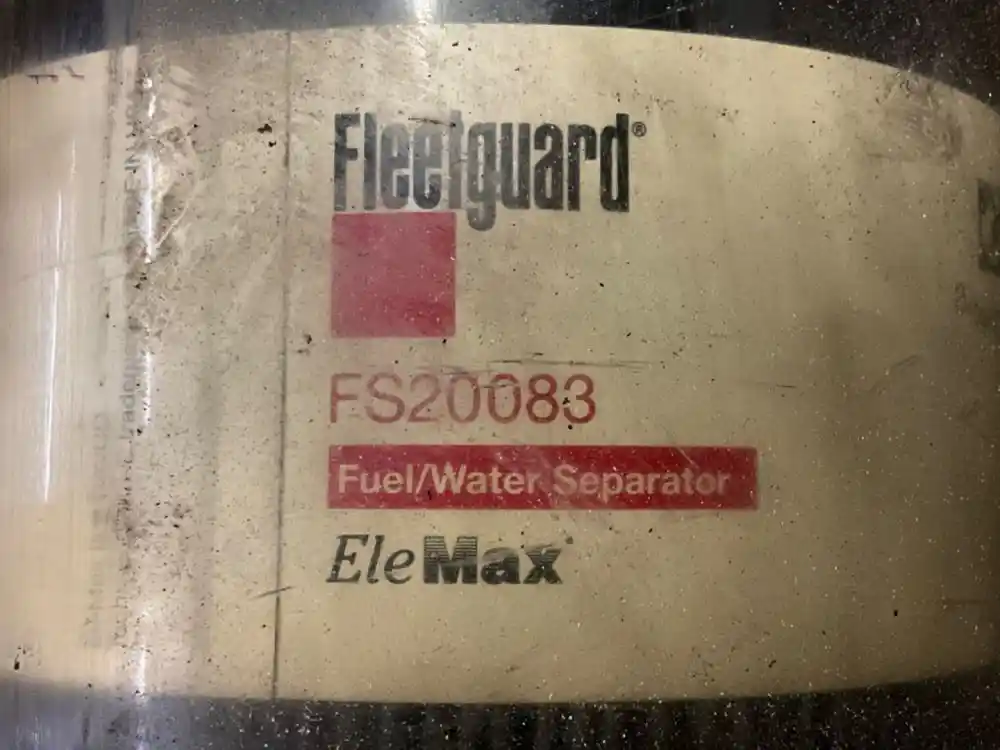 Fleetguard®
FS20083
Fuel/Water Separator
EleMax